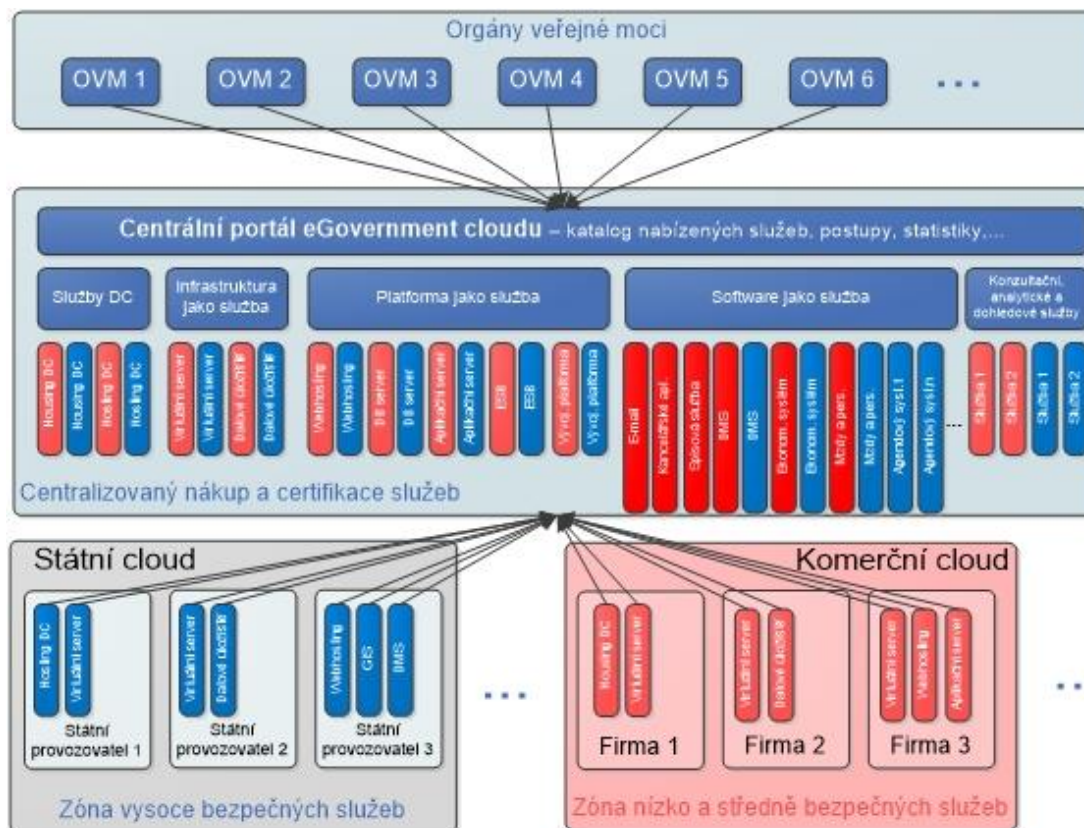 Orgány veřejné moci
OVM 1
OVM 2
OVM 3
OVM 4
OVM 5
OVM 6
...
Centrální portál eGovernment cloudu – katalog nabízených služeb, postupy, statistiky,...
Služby DC
Infrastruktura
jako služba
Platforma jako služba
Software jako služba
Konzultační,
analytické a
dohledové služby
Housing DC
Housing DC
Hosting DC
Hosting DC
Virtuální server
Virtuální server
Datové úložiště
Datové úložiště
Webhosting
Webhosting
DB server
DB server
Aplikační server
Aplikační server
ESB
ESB
Vývoj. platforma
Vývoj. platforma
E-mail
Kancelářské apl.
Spisová služba
DMS
DMS
Ekonom. systém
Ekonom. systém
Mzdy a pers.
Mzdy a pers.
Agentový syst.1
Agentový syst.n
...
Služba 1
Služba 2
Služba 1
Služba 2
Centralizovaný nákup a certifikace služeb
Státní cloud
Hosting DC
Virtuální server
Státní
provozovatel 1
Virtuální server
Datové úložiště
Státní
provozovatel 2
Webhosting
GIS
DMS
Státní
provozovatel 3
...
Zóna vysoce bezpečných služeb
Komerční cloud
Housing DC
Virtuální server
Firma 1
Virtuální server
Datové úložiště
Firma 2
Virtuální server
Webhosting
Aplikační server
Firma 3
...
Zóna nízko a středně bezpečných služeb